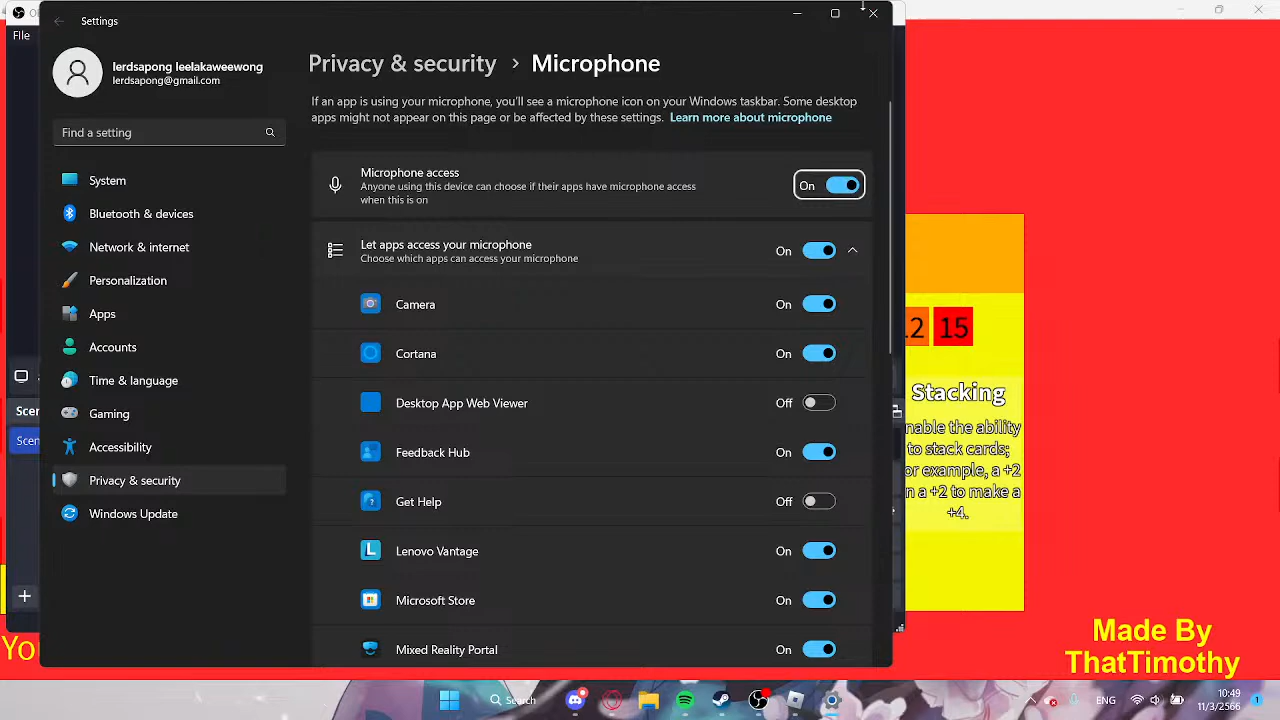 Settings
File
lerdsapong leelakaweewong
lerdsapong@gmail.com
Find a setting
System
Bluetooth & devices
Network & internet
Personalization
Apps
Accounts
Time & language
Gaming
Accessibility
Privacy & security
Windows Update
Privacy & security > Microphone
If an app is using your microphone, you'll see a microphone icon on your Windows taskbar. Some desktop
apps might not appear on this page or be affected by these settings. Learn more about microphone
Microphone access
Anyone using this device can choose if their apps have microphone access
when this is on
On
Let apps access your microphone
Choose which apps can access your microphone
On
Camera On
Cortana On
Desktop App Web Viewer Off
Feedback Hub On
Get Help Off
L Lenovo Vantage On
Microsoft Store On
Mixed Reality Portal On
Scen
Scen
15
Stacking
nable the ability
to stack cards;
or example, a +2
n a +2 to make a
+4.
Yo
Made By
ThatTimothy
Search
ENG
10:49
11/3/2566
1